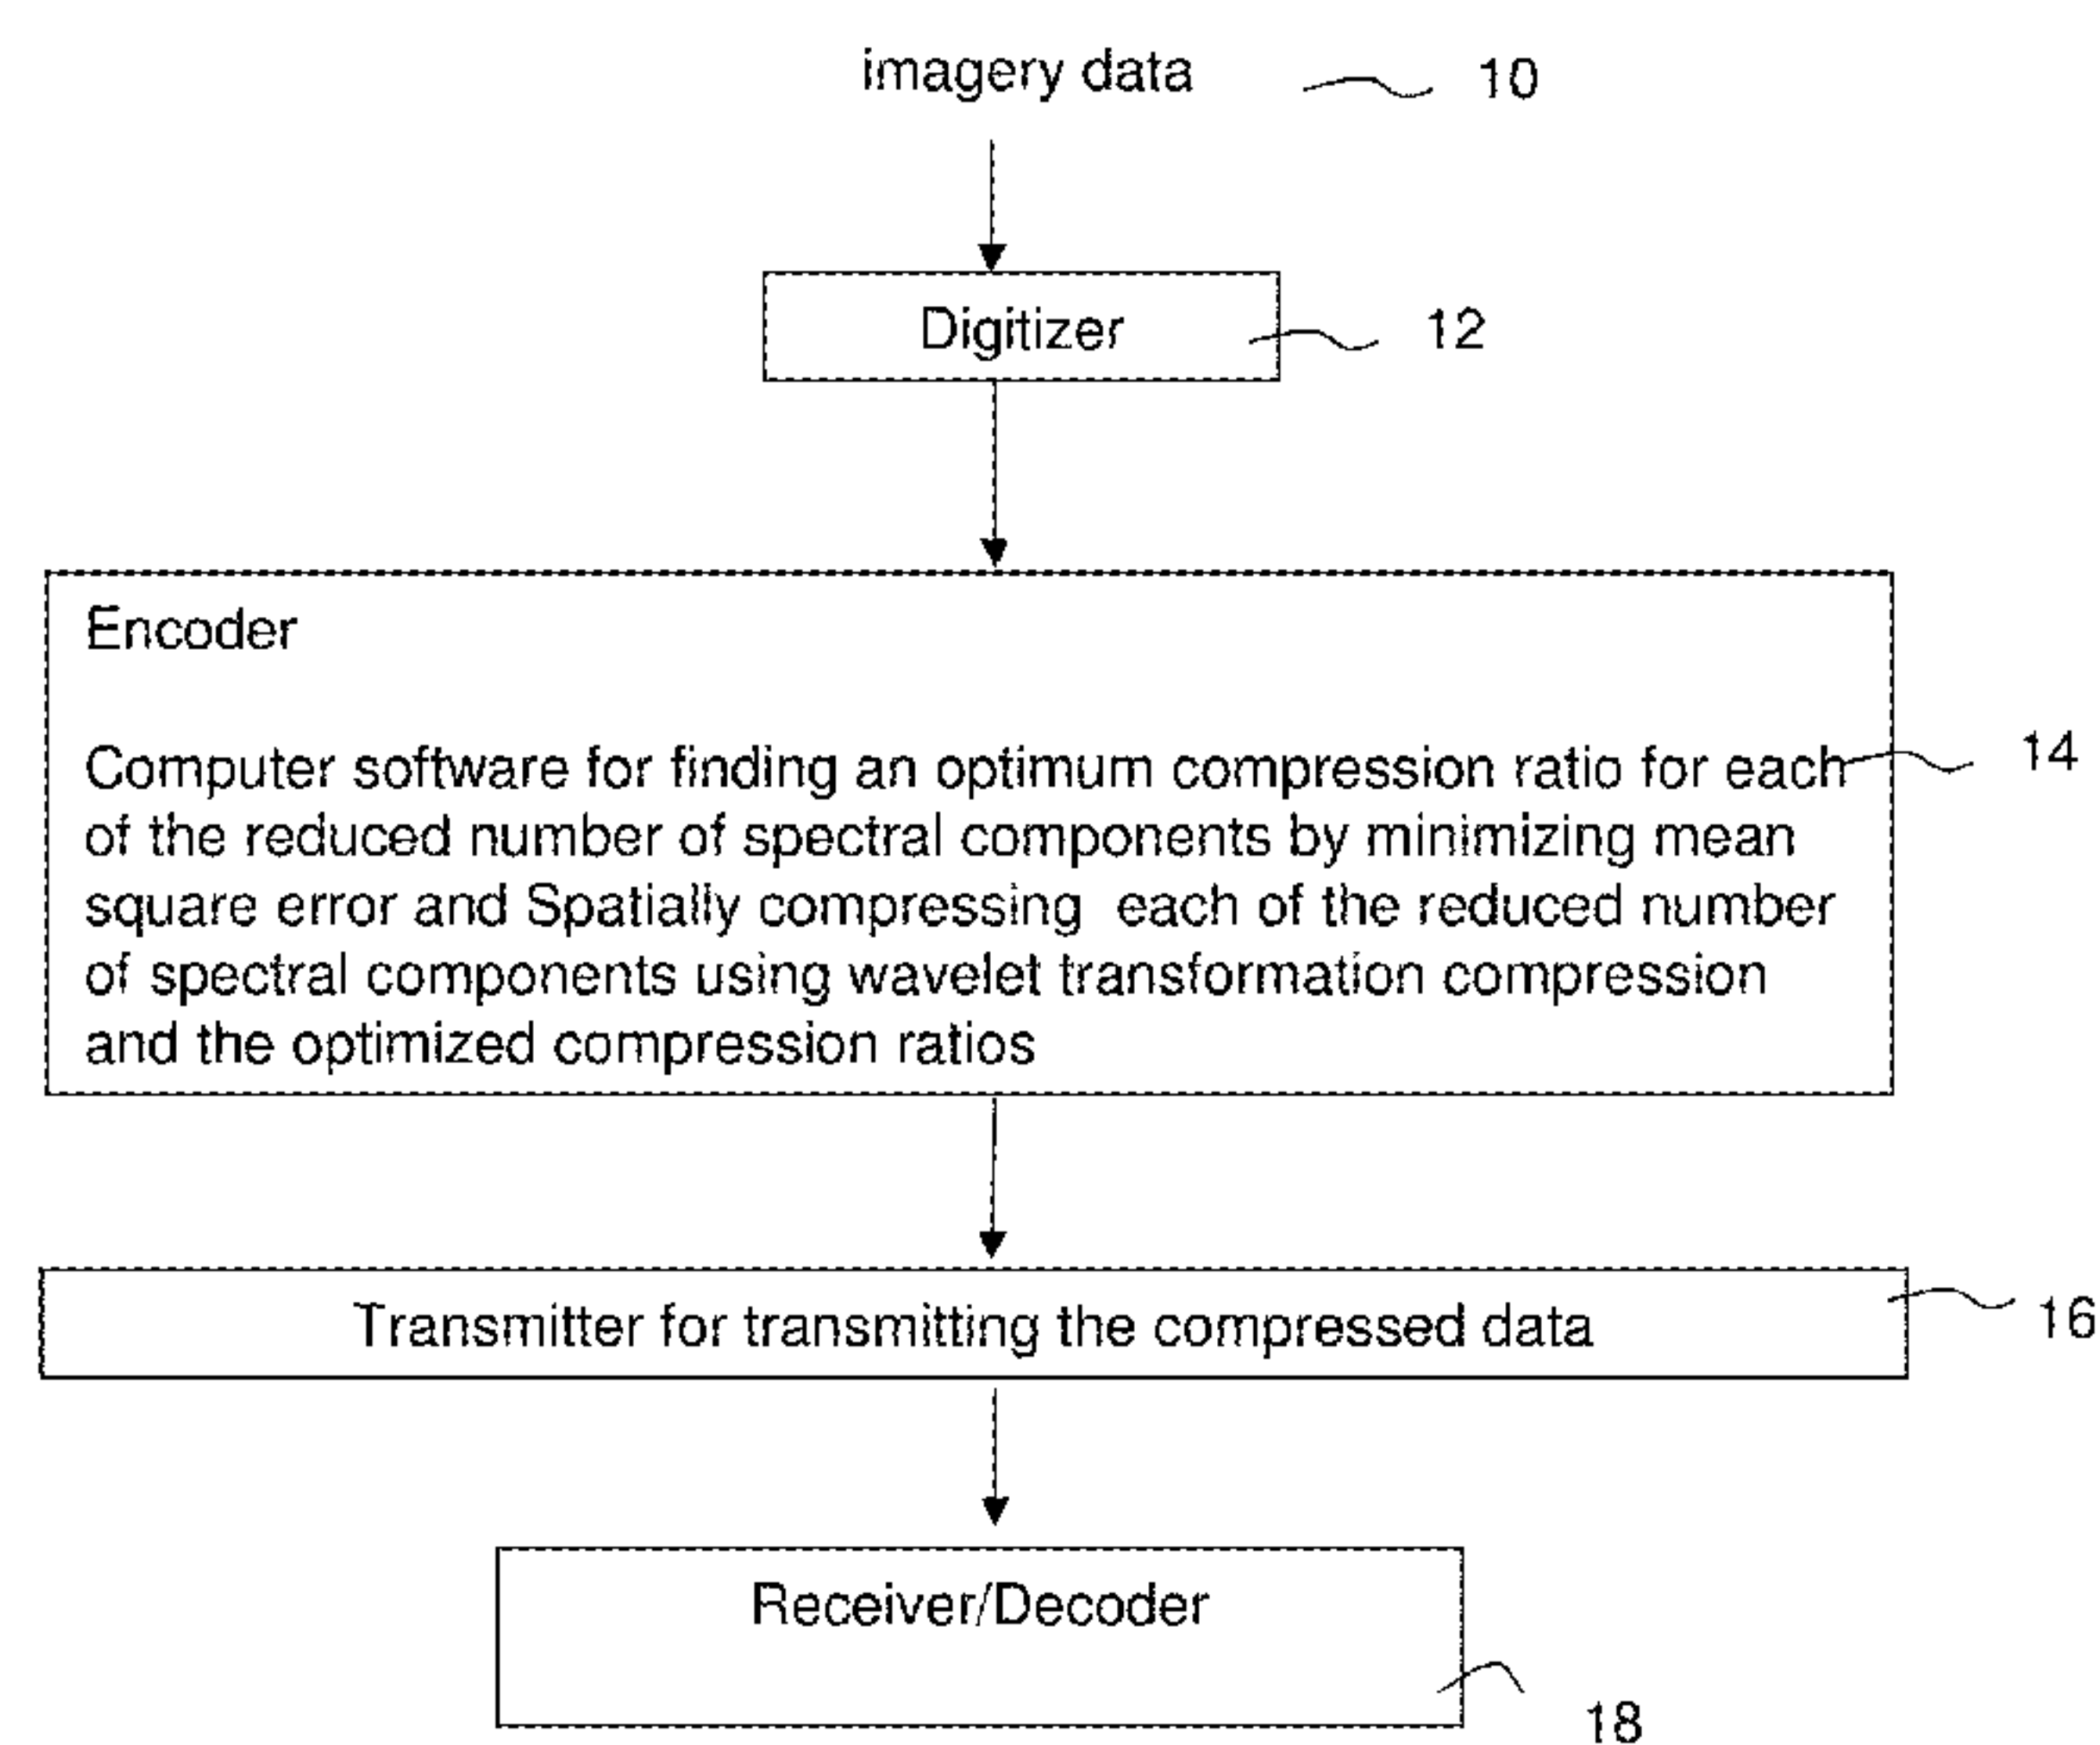 imagery data 10
Digitizer 12
Encoder
Computer software for finding an optimum compression ratio for each 14
of the reduced number of spectral components by minimizing mean
square error and Spatially compressing each of the reduced number
of spectral components using wavelet transformation compression
and the optimized compression ratios
Transmitter for transmitting the compressed data 16
Receiver/Decoder
18